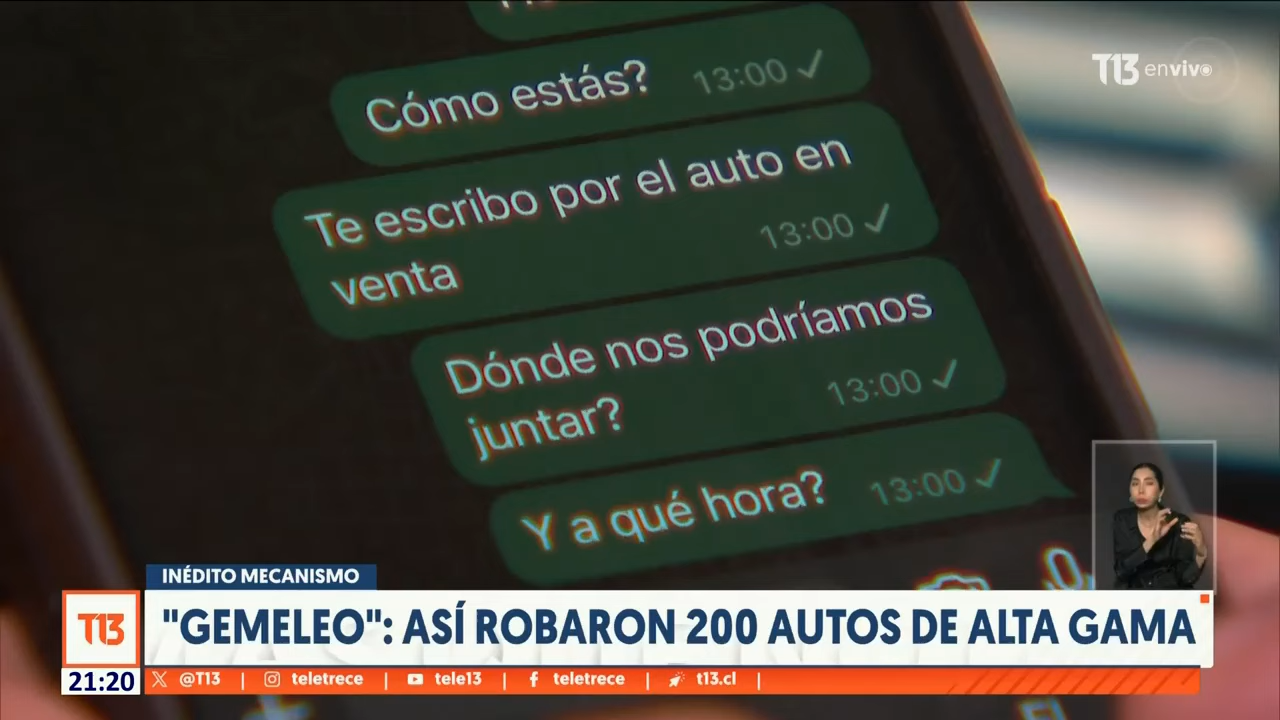 Cómo estás? 13:00
T13 envivo
Te escribo por el auto en
venta 13:00
Dónde nos podríamos
juntar? 13:00
Y a qué hora? 13:00
INÉDITO MECANISMO
T13 "GEMELEO": ASÍ ROBARON 200 AUTOS DE ALTA GAMA
21:20 @T13 | teletrece | tele13 | teletrece | t13.cl |